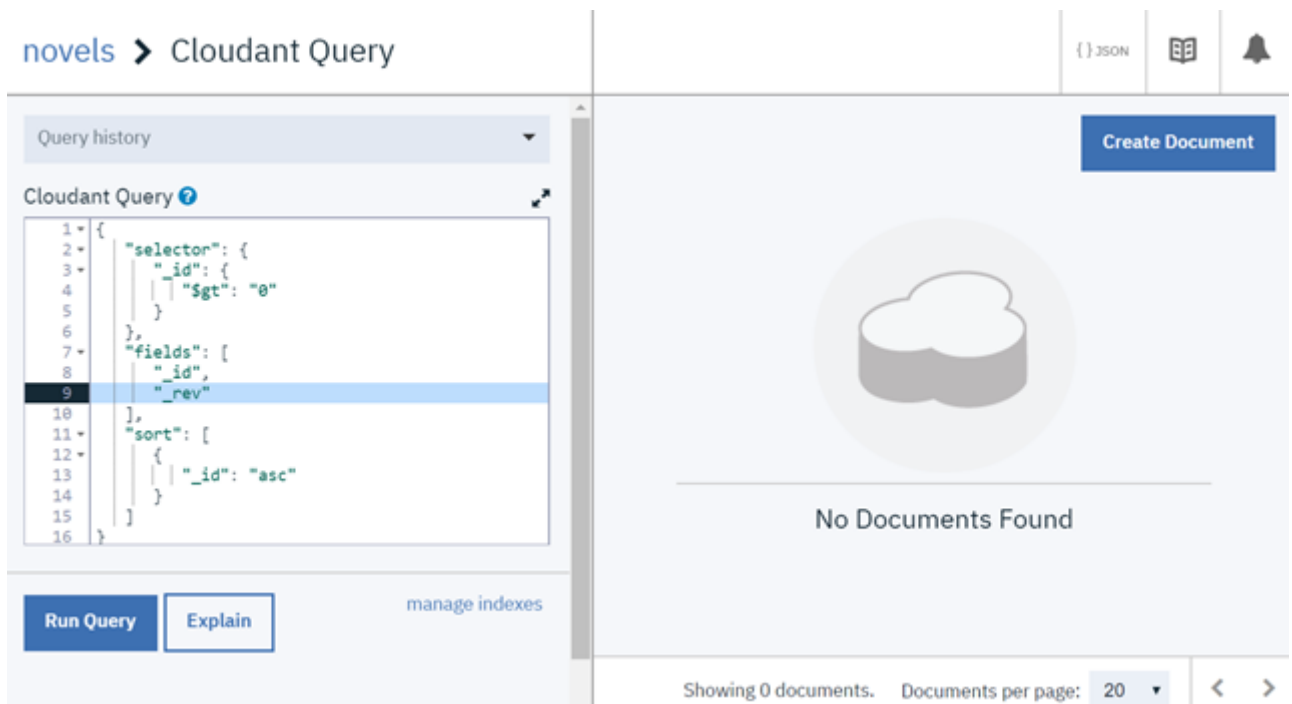 novels > Cloudant Query
{ } JSON
Query history
Create Document
Cloudant Query ?
1 {
2 "selector": {
3 "_id": {
4 "$gt": "0"
5 }
6 },
7 "fields": [
8 "_id",
9 "_rev"
10 ],
11 "sort": [
12 {
13 "_id": "asc"
14 }
15 ]
16 }
Run Query
Explain
manage indexes
No Documents Found
Showing 0 documents. Documents per page: 20 < >